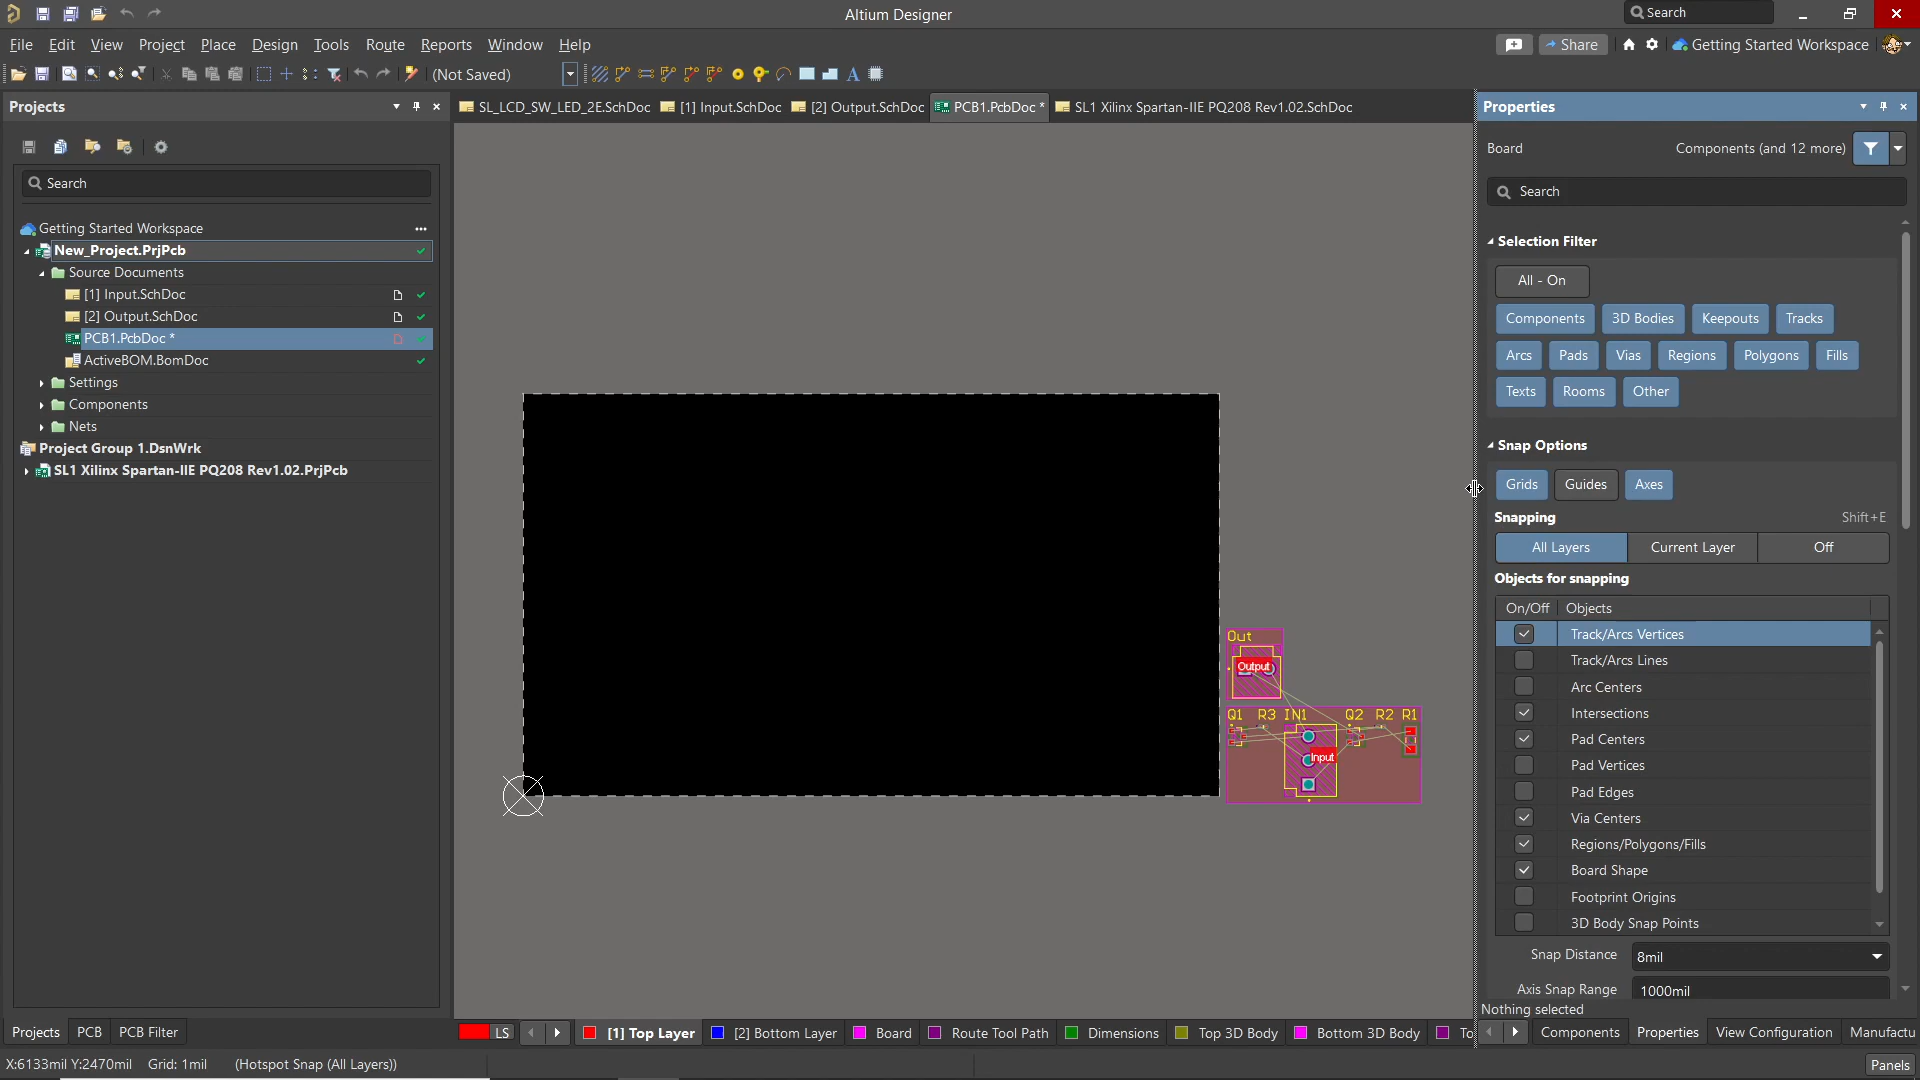 Altium Designer
Search
File Edit View Project Place Design Tools Route Reports Window Help
Share
Getting Started Workspace
(Not Saved)
Projects
SL_LCD_SW_LED_2E.SchDoc
[1] Input.SchDoc
[2] Output.SchDoc
PCB1.PcbDoc *
SL1 Xilinx Spartan-IIE PQ208 Rev1.02.SchDoc
Properties
Board
Components (and 12 more)
Search
Search
Getting Started Workspace
New_Project.PrjPcb
Source Documents
[1] Input.SchDoc
[2] Output.SchDoc
PCB1.PcbDoc *
ActiveBOM.BomDoc
Settings
Components
Nets
Project Group 1.DsnWrk
SL1 Xilinx Spartan-IIE PQ208 Rev1.02.PrjPcb
Out
Output
Q1 R3 IN1 Q2 R2 R1
Input
Selection Filter
All - On
Components 3D Bodies Keepouts Tracks
Arcs Pads Vias Regions Polygons Fills
Texts Rooms Other
Snap Options
Grids Guides Axes
Snapping Shift+E
All Layers Current Layer Off
Objects for snapping
On/Off Objects
Track/Arcs Vertices
Track/Arcs Lines
Arc Centers
Intersections
Pad Centers
Pad Vertices
Pad Edges
Via Centers
Regions/Polygons/Fills
Board Shape
Footprint Origins
3D Body Snap Points
Snap Distance 8mil
Axis Snap Range 1000mil
Nothing selected
Projects PCB PCB Filter
LS [1] Top Layer [2] Bottom Layer Board Route Tool Path Dimensions Top 3D Body Bottom 3D Body To
Components Properties View Configuration Manufactu
X:6133mil Y:2470mil Grid: 1mil (Hotspot Snap (All Layers))
Panels